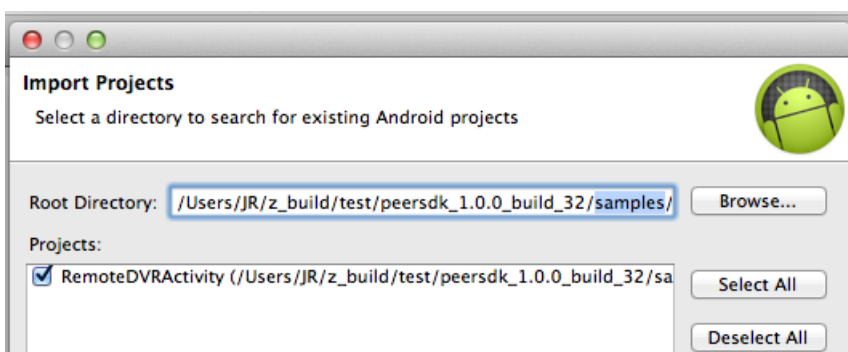 Import Projects
Select a directory to search for existing Android projects
Root Directory: /Users/JR/z_build/test/peersdk_1.0.0_build_32/samples/ Browse...
Projects:
RemoteDVRActivity (/Users/JR/z_build/test/peersdk_1.0.0_build_32/sa
Select All
Deselect All